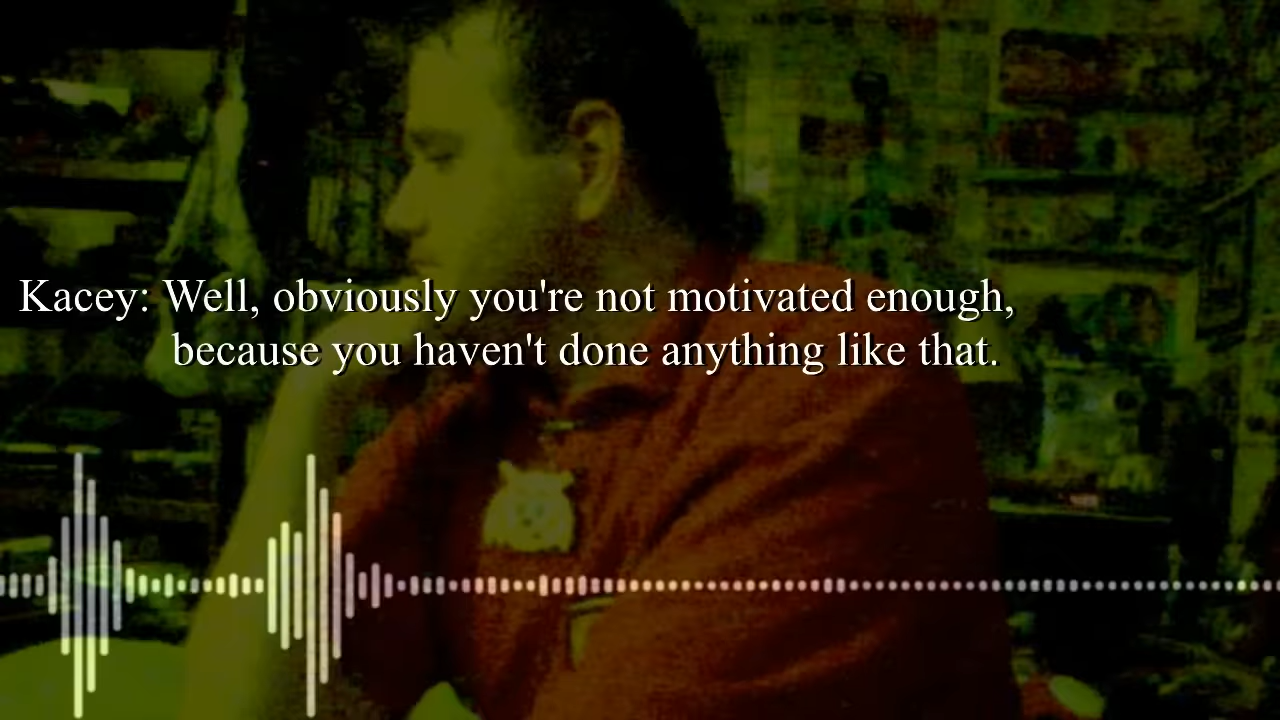 Kacey: Well, obviously you're not motivated enough,
because you haven't done anything like that.